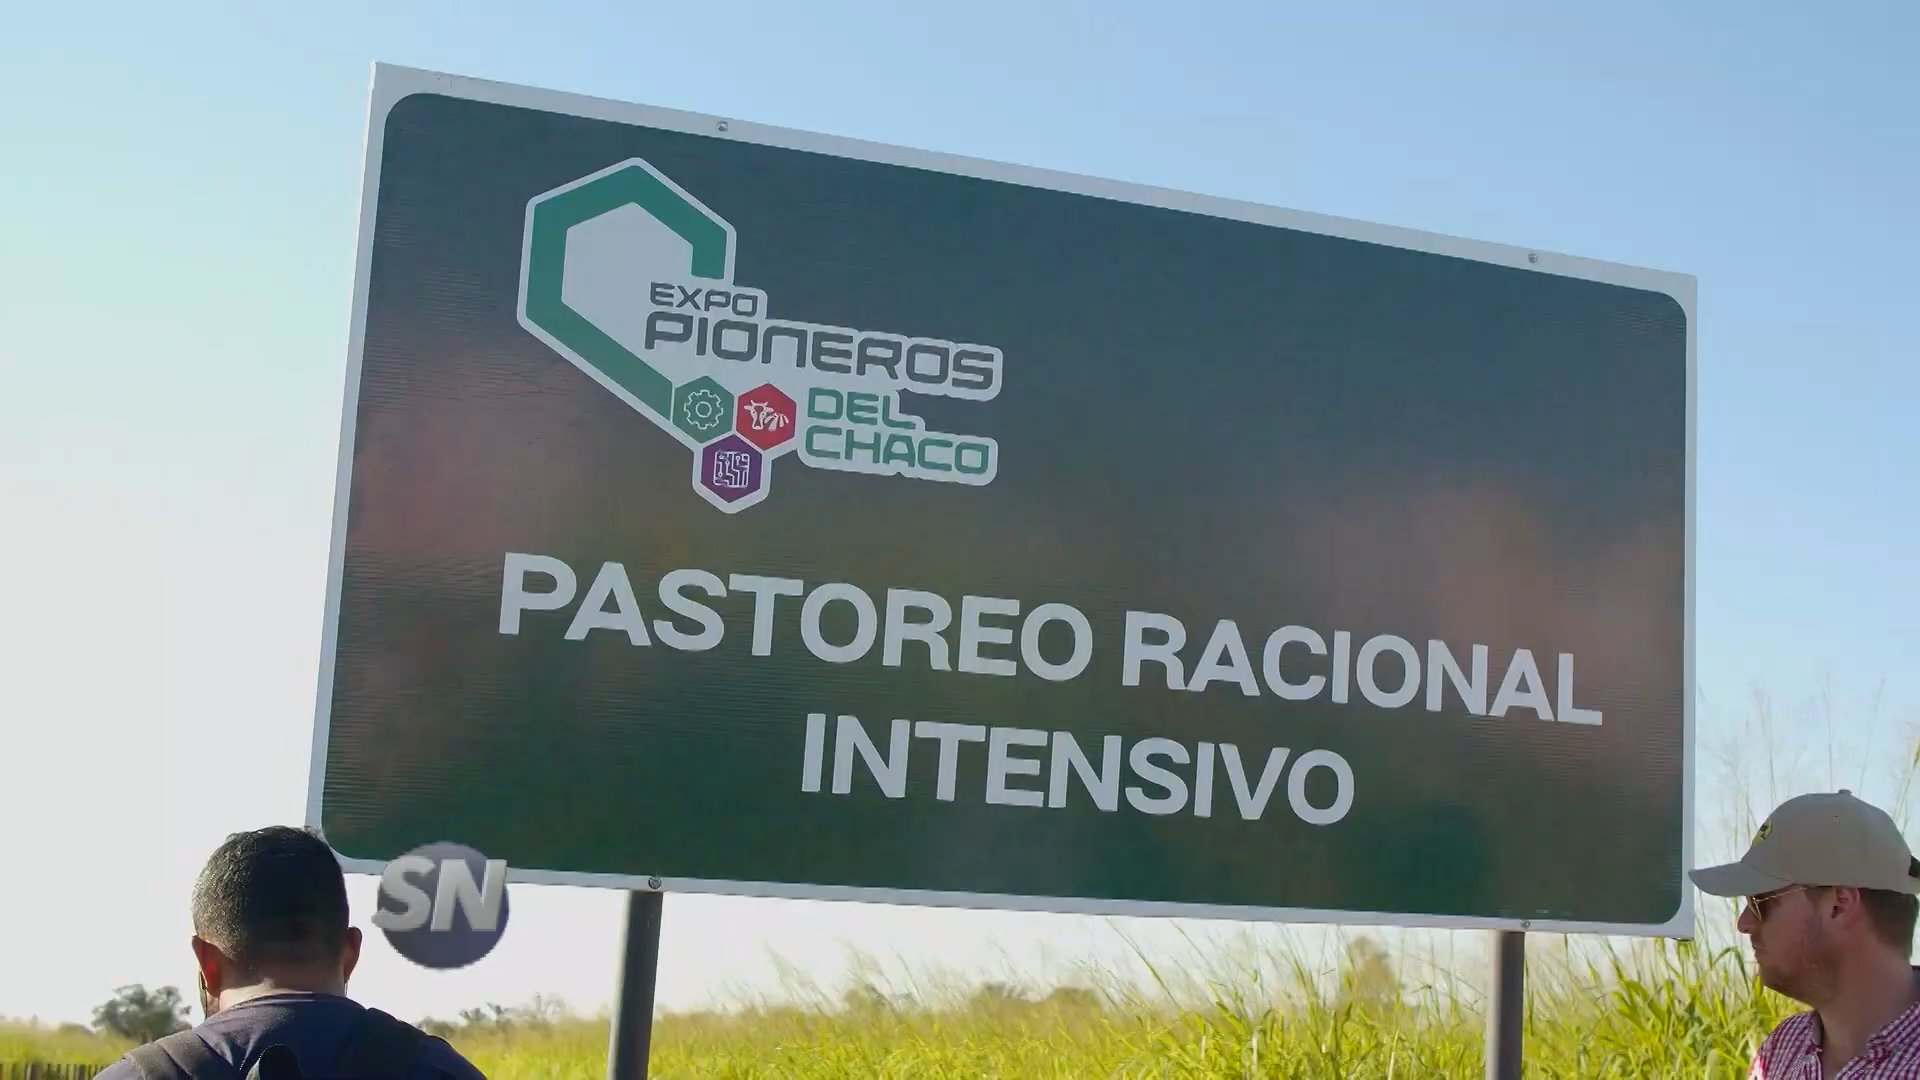 EXPO
PIONEROS
DEL
CHACO
PASTOREO RACIONAL
INTENSIVO
SN